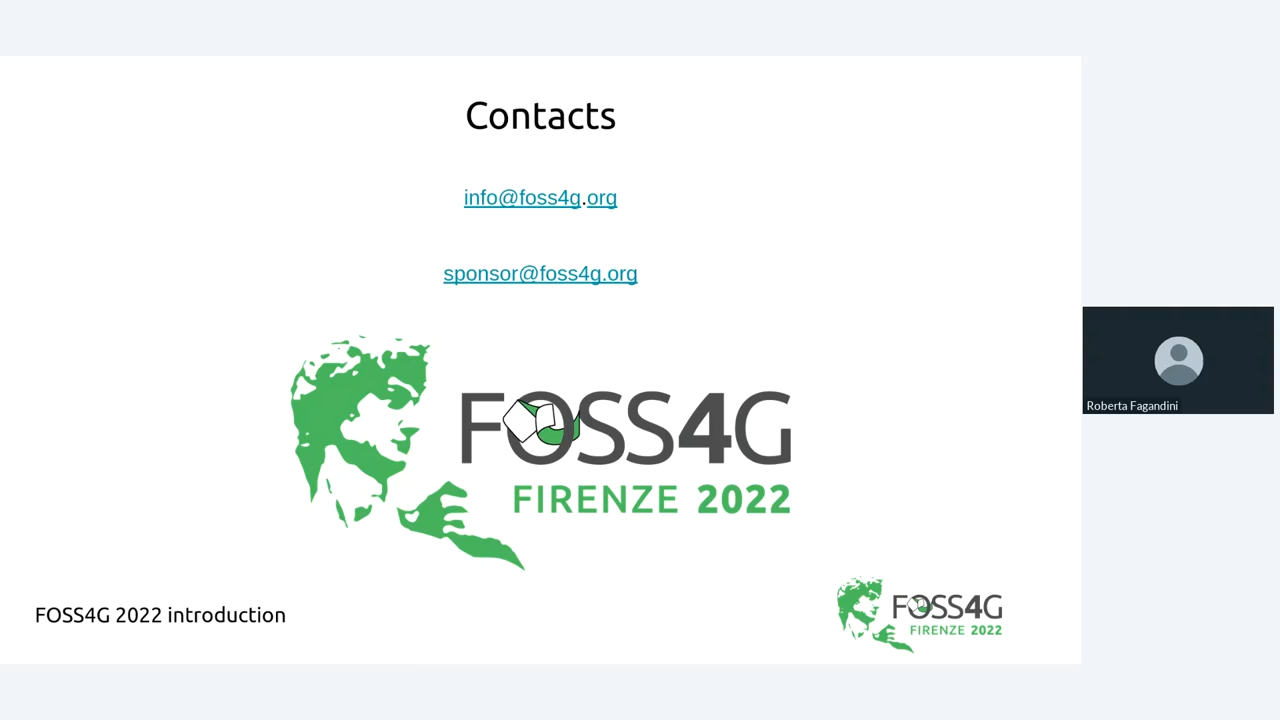 Contacts
info@foss4g.org
sponsor@foss4g.org
FOSS4G
FIRENZE 2022
Roberta Fagandini
FOSS4G 2022 introduction
FOSS4G
FIRENZE 2022